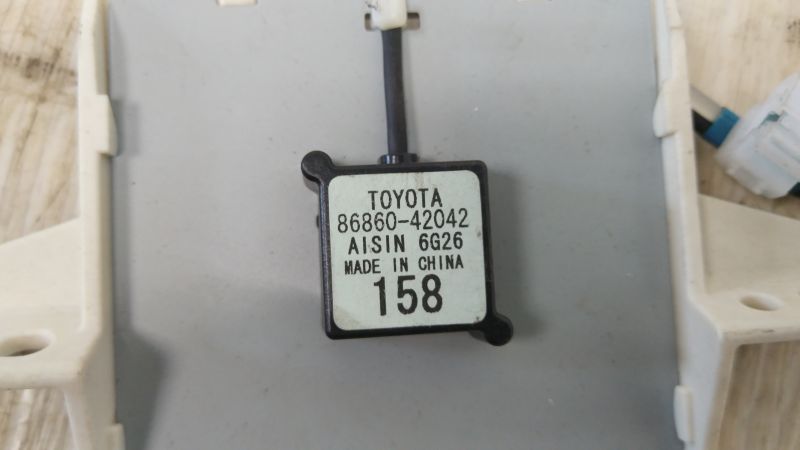 TOYOTA
86860-42042
AISIN 6G26
MADE IN CHINA
158